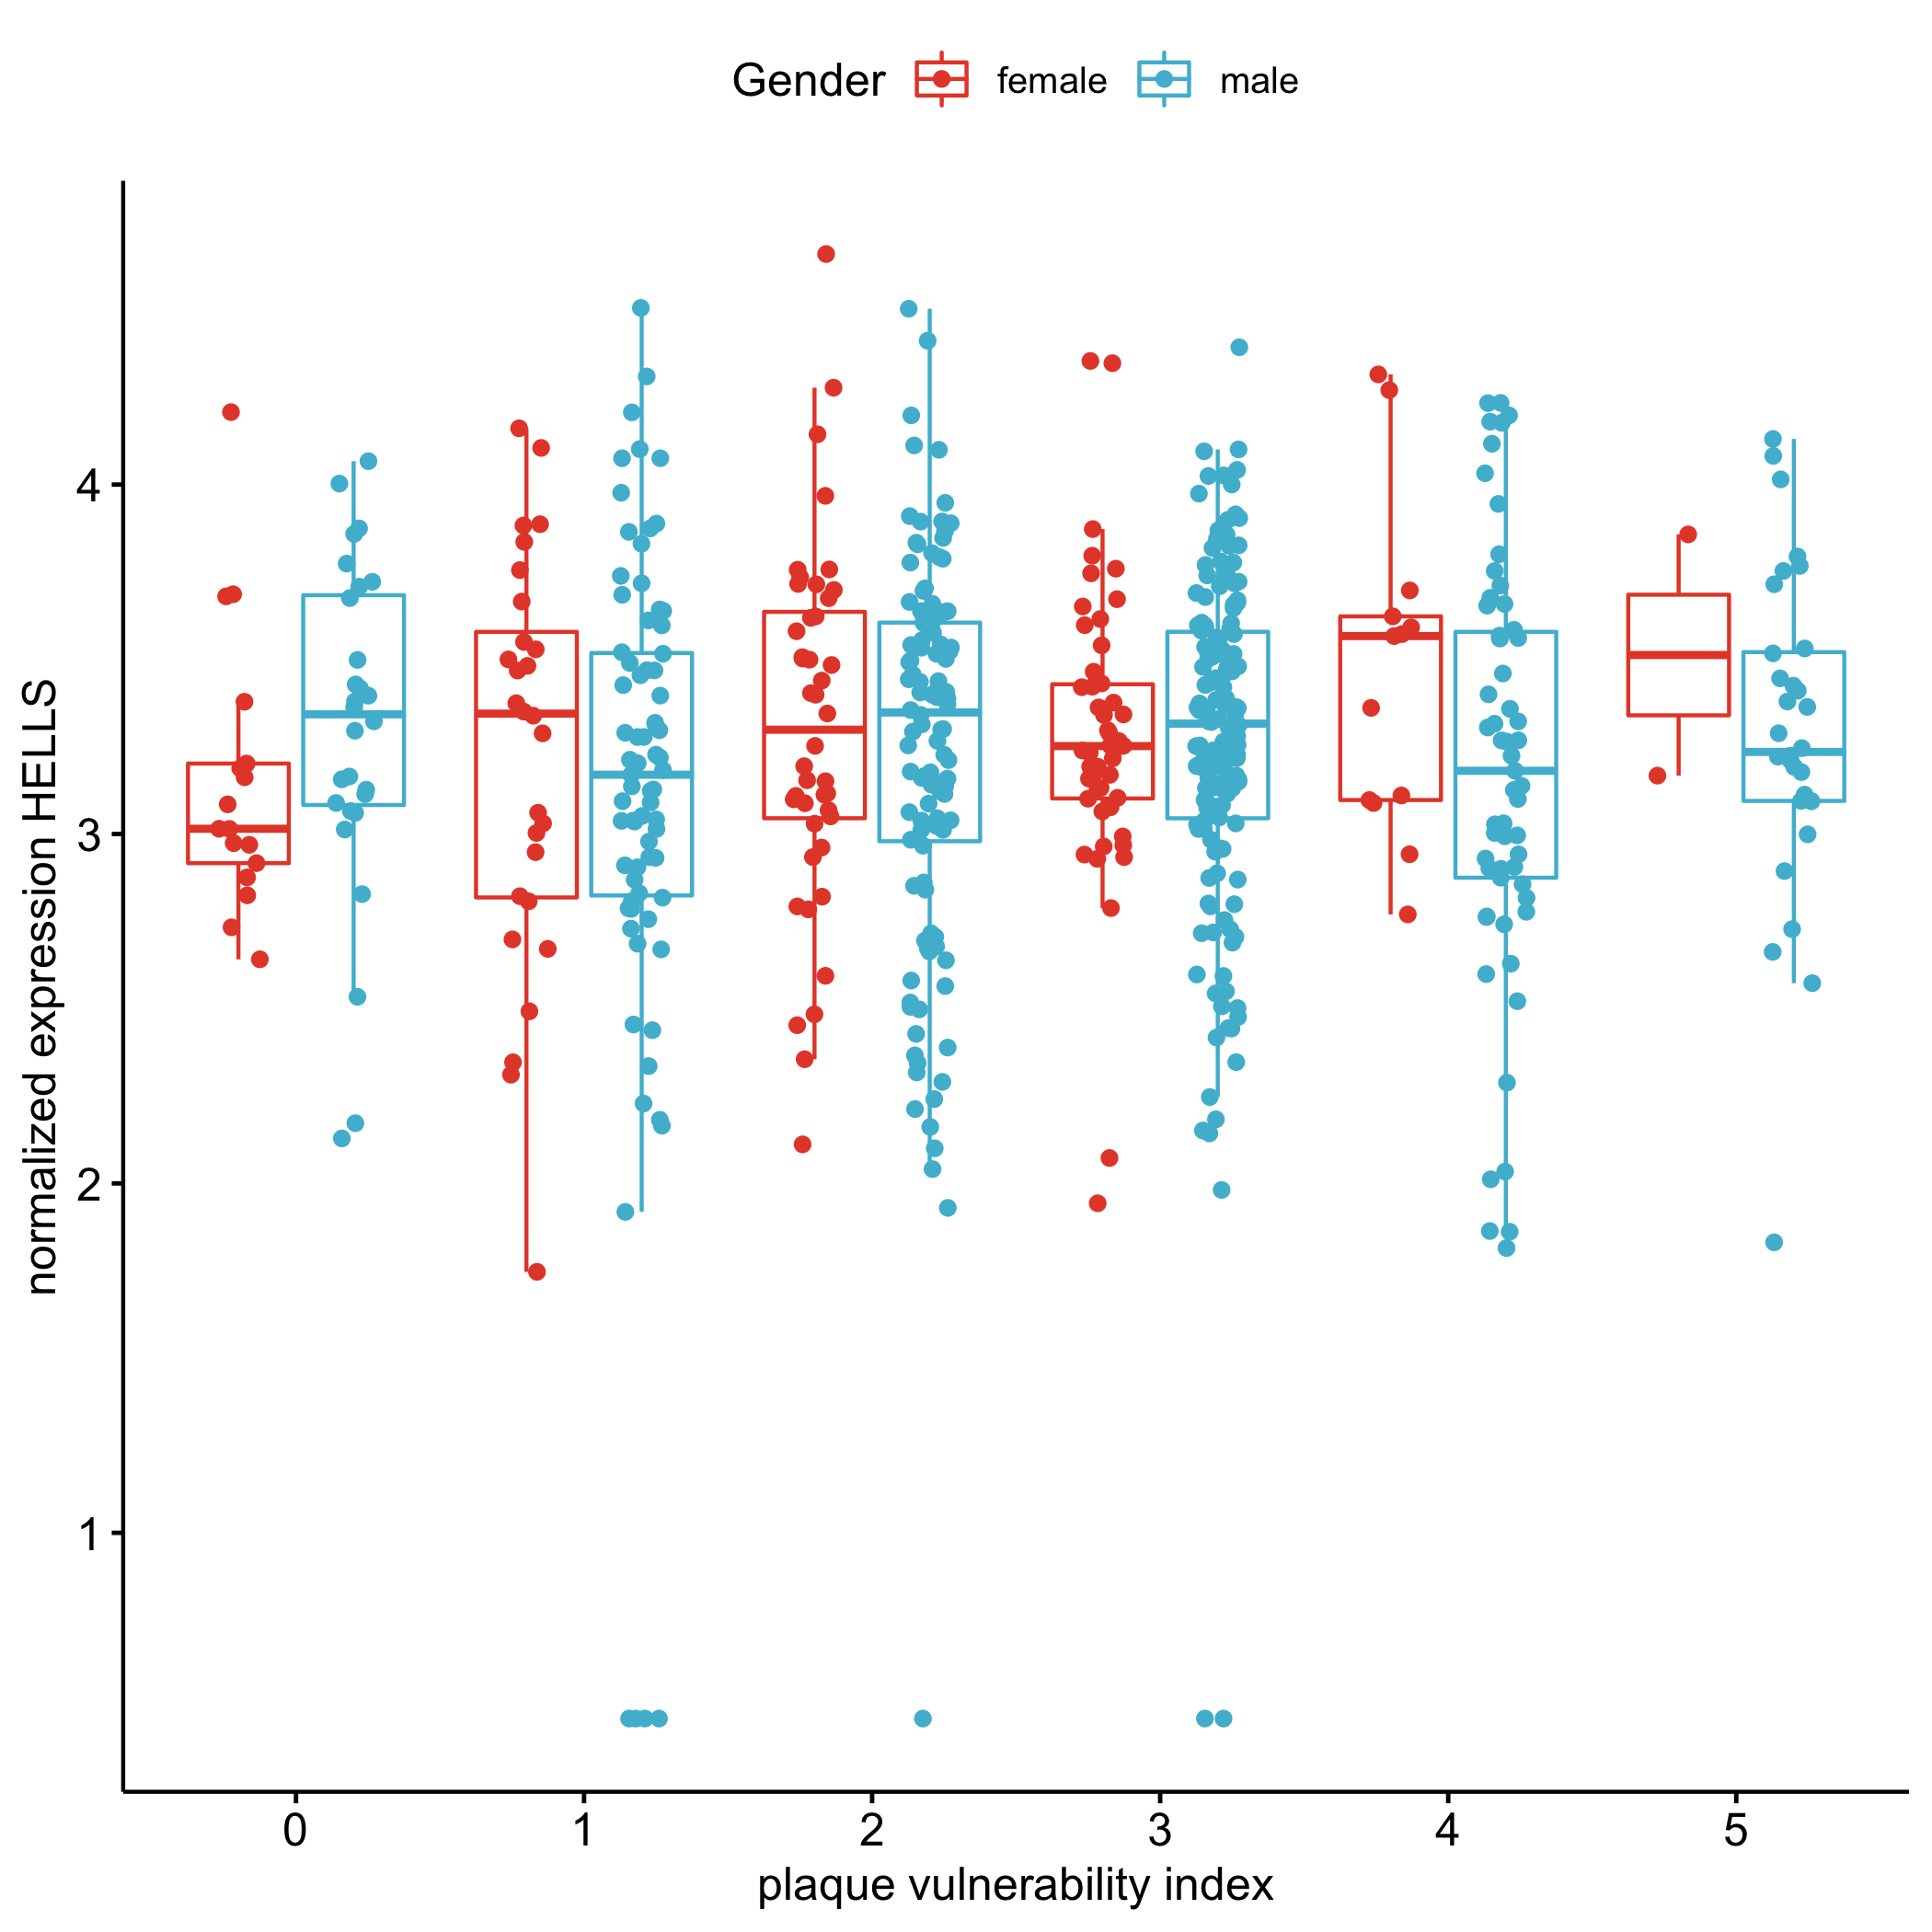 Gender female male
normalized expression HELLS
4
3
2
1
0 1 2 3 4 5
plaque vulnerability index